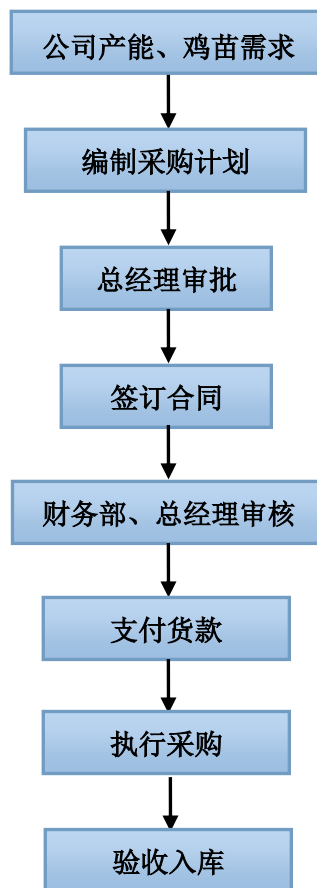 公司产能、鸡苗需求
编制采购计划
总经理审批
签订合同
财务部、总经理审核
支付货款
执行采购
验收入库